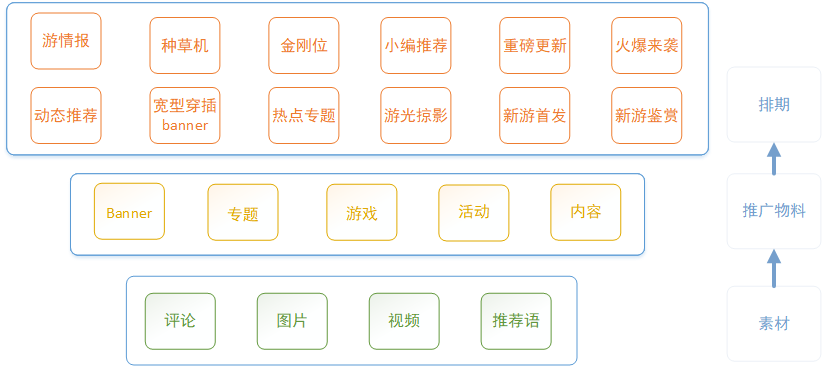 游情报
种草机
金刚位
小编推荐
重磅更新
火爆来袭
动态推荐
宽型穿插
banner
热点专题
游光掠影
新游首发
新游鉴赏
排期
Banner
专题
游戏
活动
内容
推广物料
评论
图片
视频
推荐语
素材